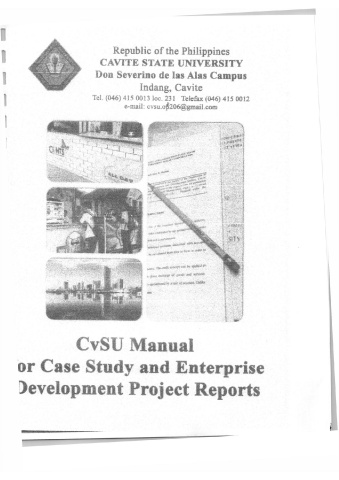 Republic of the Philippines
CAVITE STATE UNIVERSITY
Don Severino de las Alas Campus
Indang, Cavite
Tel. (046) 415 0013 loc. 231 Telefax (046) 415 0012
e-mail: cvsu.of206@gmail.com
CvSU Manual
or Case Study and Enterprise
Development Project Reports